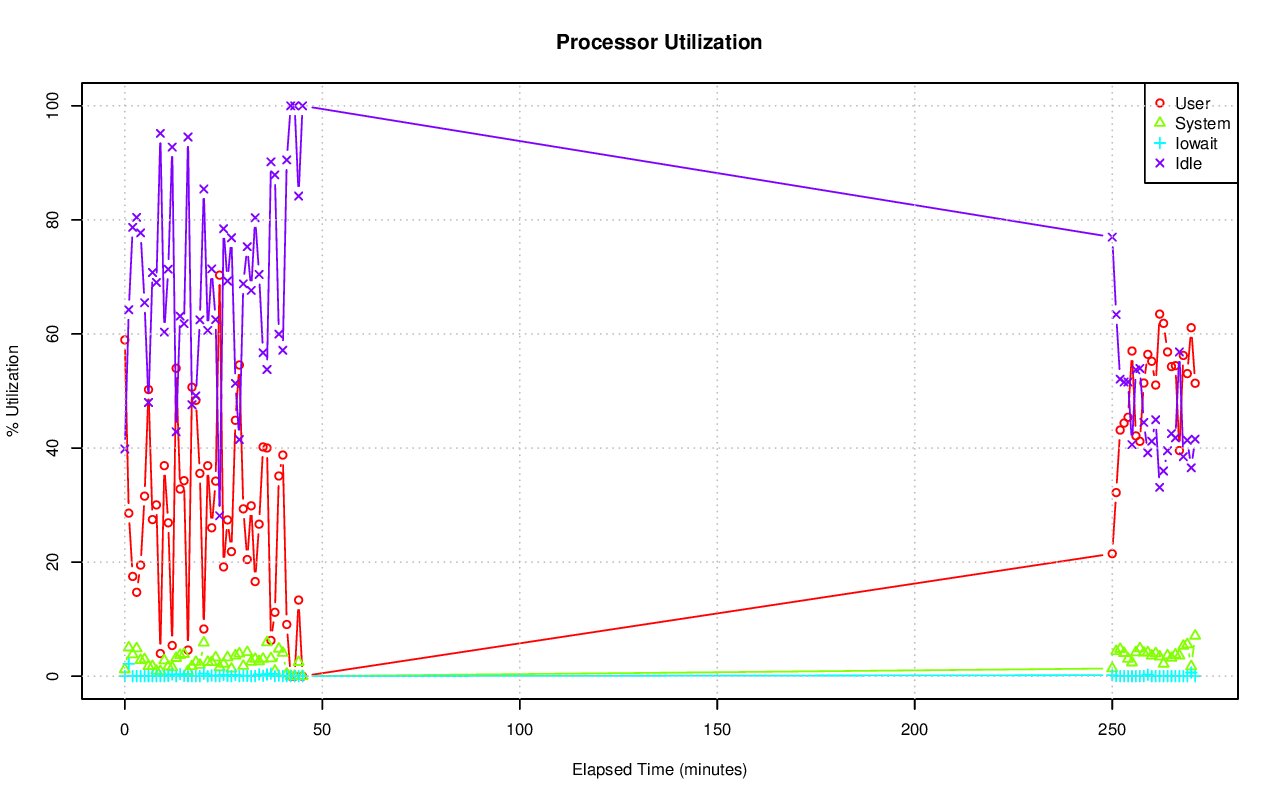 Processor Utilization
% Utilization
100
80
60
40
20
0
User
System
Iowait
Idle
0 50 100 150 200 250
Elapsed Time (minutes)